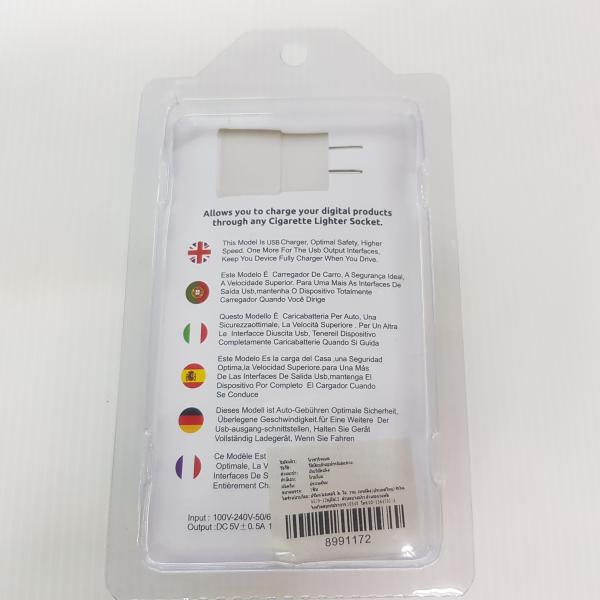 Allows you to charge your digital products
through any Cigarette Lighter Socket.
This Model Is USB Charger, Optimal Safety, Higher
Speed. One More For The Usb Output Interfaces,
Keep You Device Fully Charger When You Drive.
Este Modelo É Carregador De Carro, A Segurança Ideal,
A Velocidade Superior. Para Uma Mais As Interfaces De
Saída Usb,mantenha O Dispositivo Totalmente
Carregador Quando Você Dirige
Questo Modello È Caricabatteria Per Auto, Una
Sicurezzaottimale, La Velocità Superiore . Per Un Altra
Le Interfacce Diuscita Usb, Tenereil Dispositivo
Completamente Caricabatterie Quando Si Guida
Este Modelo Es la carga del Casa ,una Seguridad
Optima,la Velocidad Superiore.para Una Más
De Las Interfaces De Salida Usb,mantenga El
Dispositivo Por Completo El Cargador Cuando
Se Conduce
Dieses Modell ist Auto-Gebühren Optimale Sicherheit,
Überlegene Geschwindigkeit.für Eine Weitere Der
Usb-ausgang-schnittstellen, Halten Sie Gerät
Vollständig Ladegerät, Wenn Sie Fahren
Ce Modèle Est
Optimale, La V
Interfaces De S
Entièrement Ch
Input : 100V-240V-50/6
Output :DC 5V ± 0.5A 1
8991172